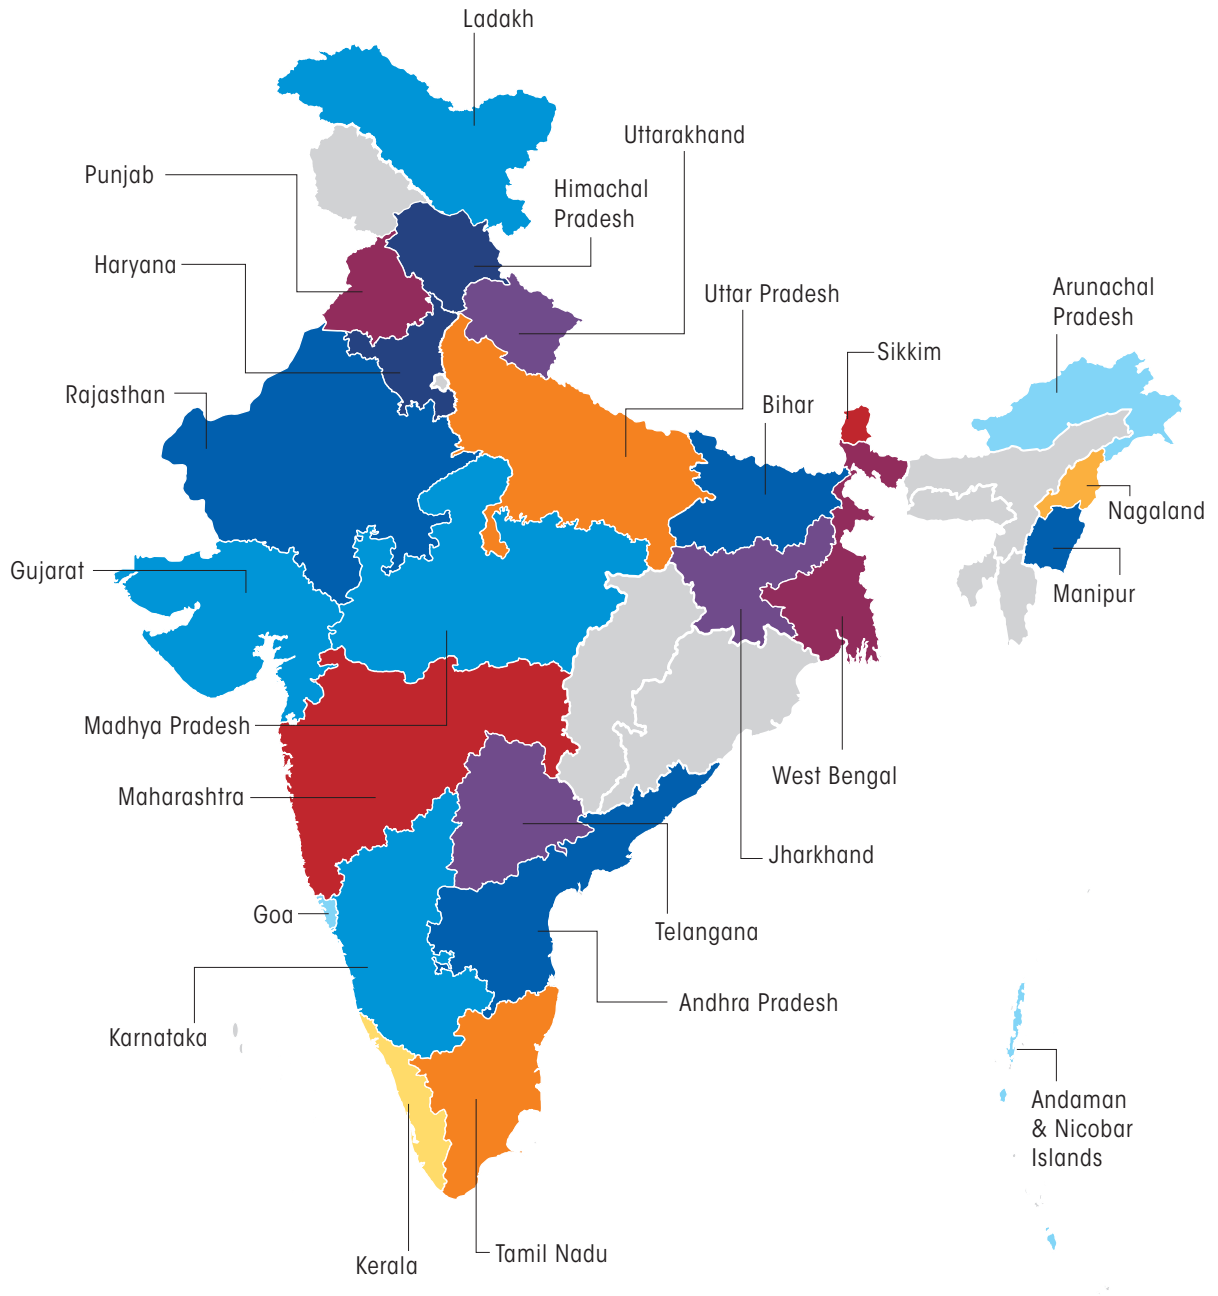 Ladakh
Uttarakhand
Punjab
Himachal
Pradesh
Haryana
Uttar Pradesh
Arunachal
Pradesh
Sikkim
Rajasthan
Bihar
Nagaland
Gujarat
Manipur
Madhya Pradesh
West Bengal
Maharashtra
Jharkhand
Goa
Telangana
Andhra Pradesh
Karnataka
Andaman
& Nicobar
Islands
Tamil Nadu
Kerala